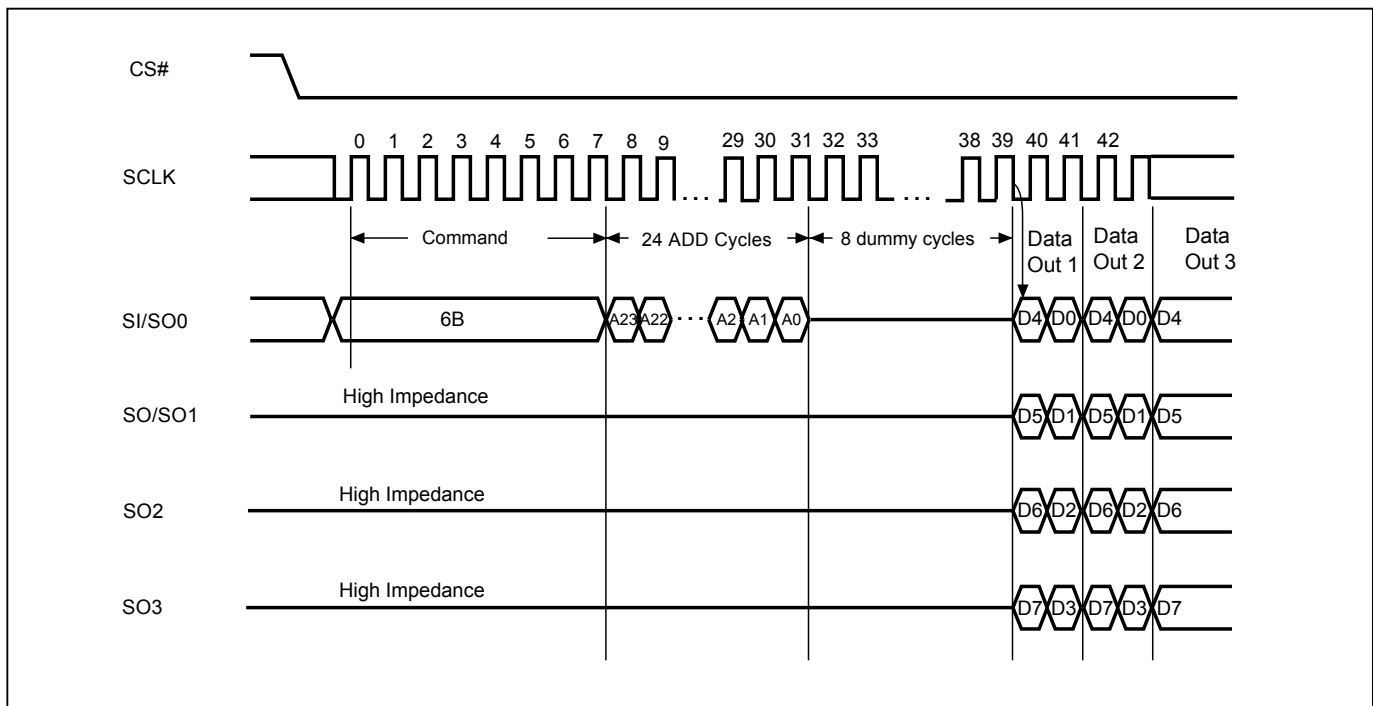 CS#
0 1 2 3 4 5 6 7 8 9 29 30 31 32 33 38 39 40 41 42
SCLK
. . . . . .
Command 24 ADD Cycles 8 dummy cycles Data Out 1 Data Out 2 Data Out 3
SI/SO0 6B A23 A22 . . . . A2 A1 A0 D4 D0 D4 D0 D4
High Impedance
SO/SO1 D5 D1 D5 D1 D5
High Impedance
SO2 D6 D2 D6 D2 D6
High Impedance
SO3 D7 D3 D7 D3 D7